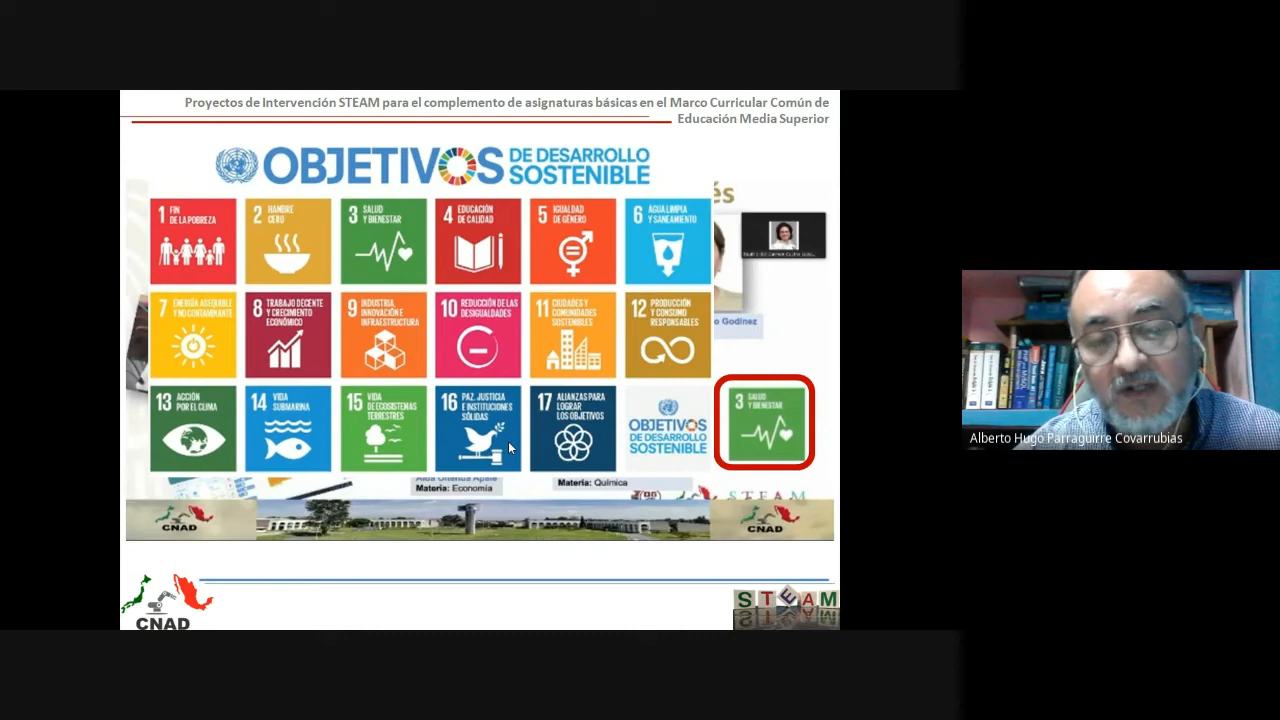 Proyectos de Intervención STEAM para el complemento de asignaturas básicas en el Marco Curricular Común de
Educación Media Superior
OBJETIVOS
DE DESARROLLO
SOSTENIBLE
és
1 FIN
DE LA POBREZA
2 HAMBRE
CERO
3 SALUD
Y BIENESTAR
4 EDUCACIÓN
DE CALIDAD
5 IGUALDAD
DE GÉNERO
6 AGUA LIMPIA
Y SANEAMIENTO
7 ENERGÍA ASEQUIBLE
Y NO CONTAMINANTE
8 TRABAJO DECENTE
Y CRECIMIENTO
ECONÓMICO
9 INDUSTRIA,
INNOVACIÓN E
INFRAESTRUCTURA
10 REDUCCIÓN DE LAS
DESIGUALDADES
11 CIUDADES Y
COMUNIDADES
SOSTENIBLES
12 PRODUCCIÓN
Y CONSUMO
RESPONSABLES
o Godínez
13 ACCIÓN
POR EL CLIMA
14 VIDA
SUBMARINA
15 VIDA
DE ECOSISTEMAS
TERRESTRES
16 PAZ, JUSTICIA
E INSTITUCIONES
SÓLIDAS
17 ALIANZAS PARA
LOGRAR
LOS OBJETIVOS
OBJETIVOS
DE DESARROLLO
SOSTENIBLE
3 SALUD
Y BIENESTAR
Alberto Hugo Parraguirre Covarrubias
Materia: Economía
Materia: Química
STEAM
CNAD
CNAD
CNAD
STEAM